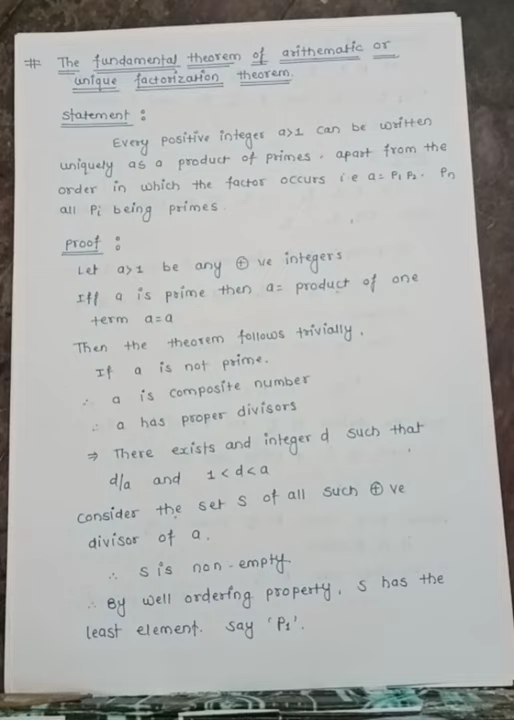 # The fundamental theorem of arithematic or
unique factorization theorem.
Statement :
Every positive integer a>1 can be written
uniquely as a product of primes. apart from the
order in which the factor occurs i e a = P₁ P₂. Pn
all Pi being primes.
Proof :
Let a>1 be any ⊕ ve integers
Iff a is prime then a = product of one
term a=a
Then the theorem follows trivially.
If a is not prime.
∴ a is composite number
∴ a has proper divisors
⇒ There exists and integer d such that
d/a and 1<d<a
Consider the set S of all such ⊕ ve
divisor of a.
∴ S is non-empty
∴ By well ordering property, S has the
least element. say 'P₁'.